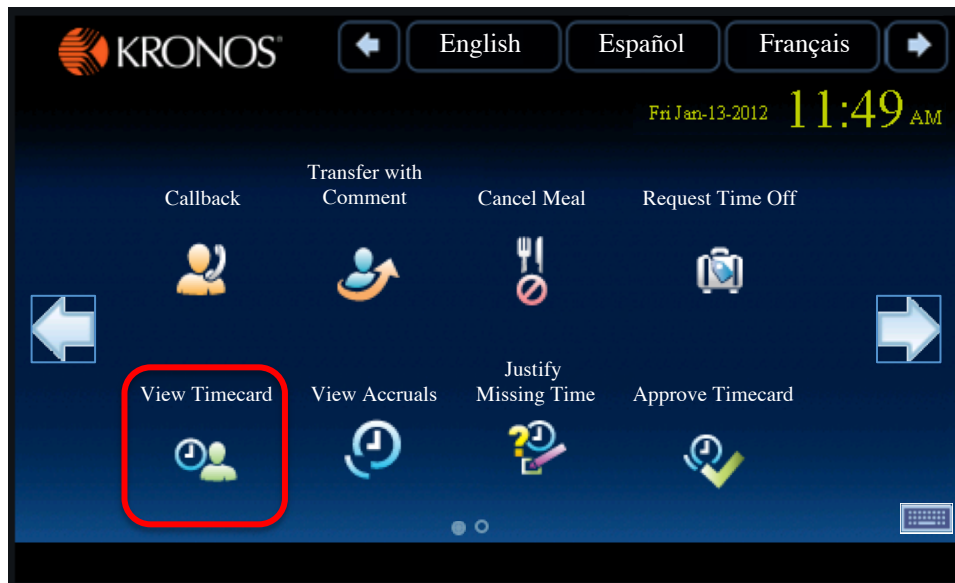 KRONOS
English Español Français
Fri Jan-13-2012 11:49 AM
Callback
Transfer with
Comment
Cancel Meal
Request Time Off
View Timecard
View Accruals
Justify
Missing Time
Approve Timecard